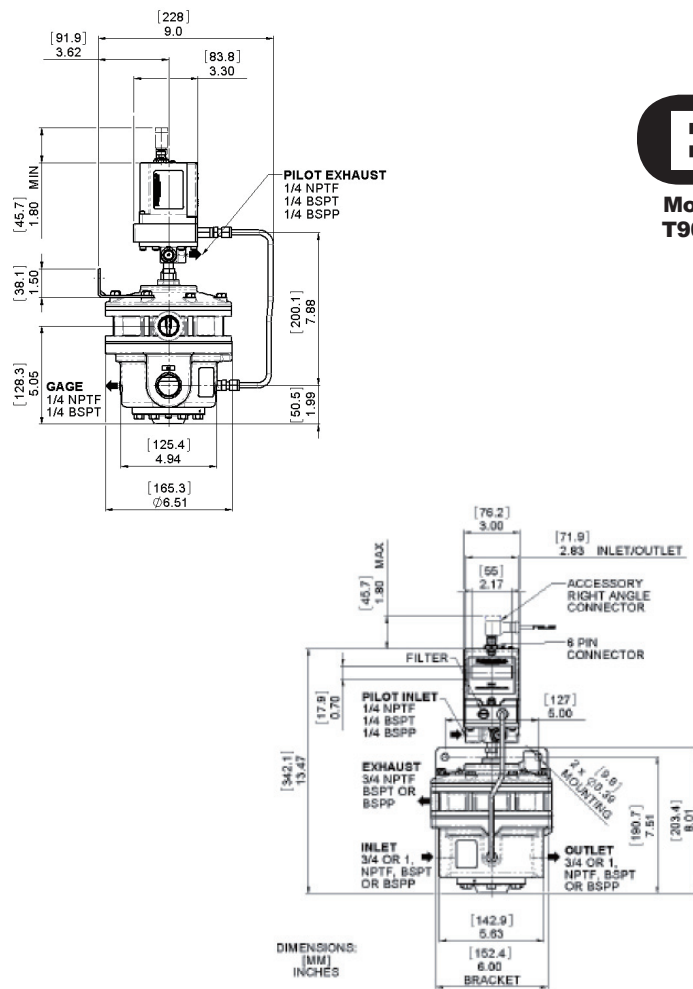 [228]
9.0
[91.9]
3.62
[83.8]
3.30
[45.7]
1.80 MIN
PILOT EXHAUST
1/4 NPTF
1/4 BSPT
1/4 BSPP
[38.1]
1.50
[200.1]
7.88
[128.3]
5.05
GAGE
1/4 NPTF
1/4 BSPT
[50.5]
1.99
[125.4]
4.94
[165.3]
∅6.51
[76.2]
3.00
[71.9]
2.83 INLET/OUTLET
[45.7]
1.80 MAX
[55]
2.17
ACCESSORY
RIGHT ANGLE
CONNECTOR
6 PIN
CONNECTOR
FILTER
[17.9]
0.70
PILOT INLET
1/4 NPTF
1/4 BSPT
1/4 BSPP
[127]
5.00
[342.1]
13.47
EXHAUST
3/4 NPTF
BSPT OR
BSPP
[9.8]
2 x ∅0.39
MOUNTING
[190.7]
7.51
[203.4]
8.01
INLET
3/4 OR 1,
NPTF, BSPT
OR BSPP
OUTLET
3/4 OR 1,
NPTF, BSPT
OR BSPP
[142.9]
5.63
[152.4]
6.00
BRACKET
DIMENSIONS:
[MM]
INCHES